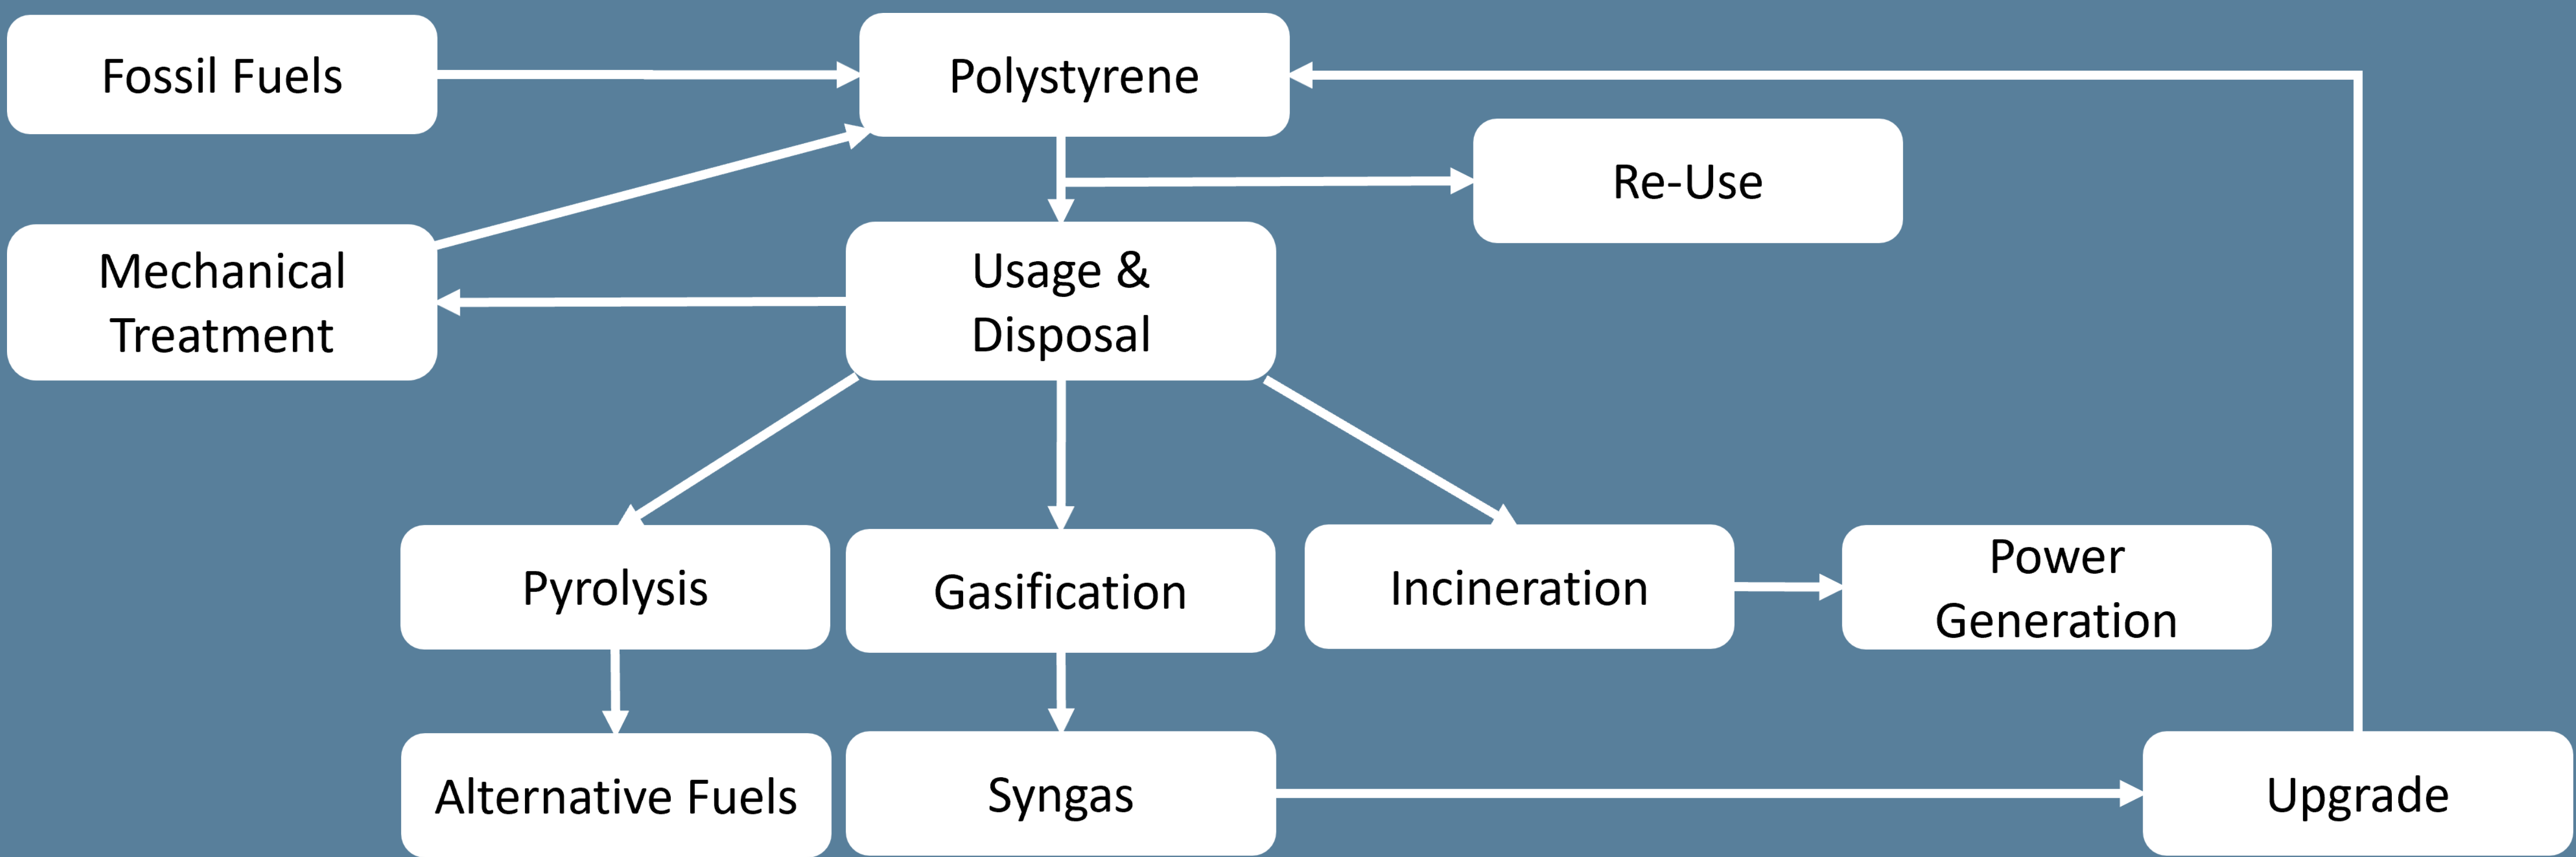 Fossil Fuels
Polystyrene
Re-Use
Mechanical
Treatment
Usage &
Disposal
Pyrolysis
Gasification
Incineration
Power
Generation
Alternative Fuels
Syngas
Upgrade